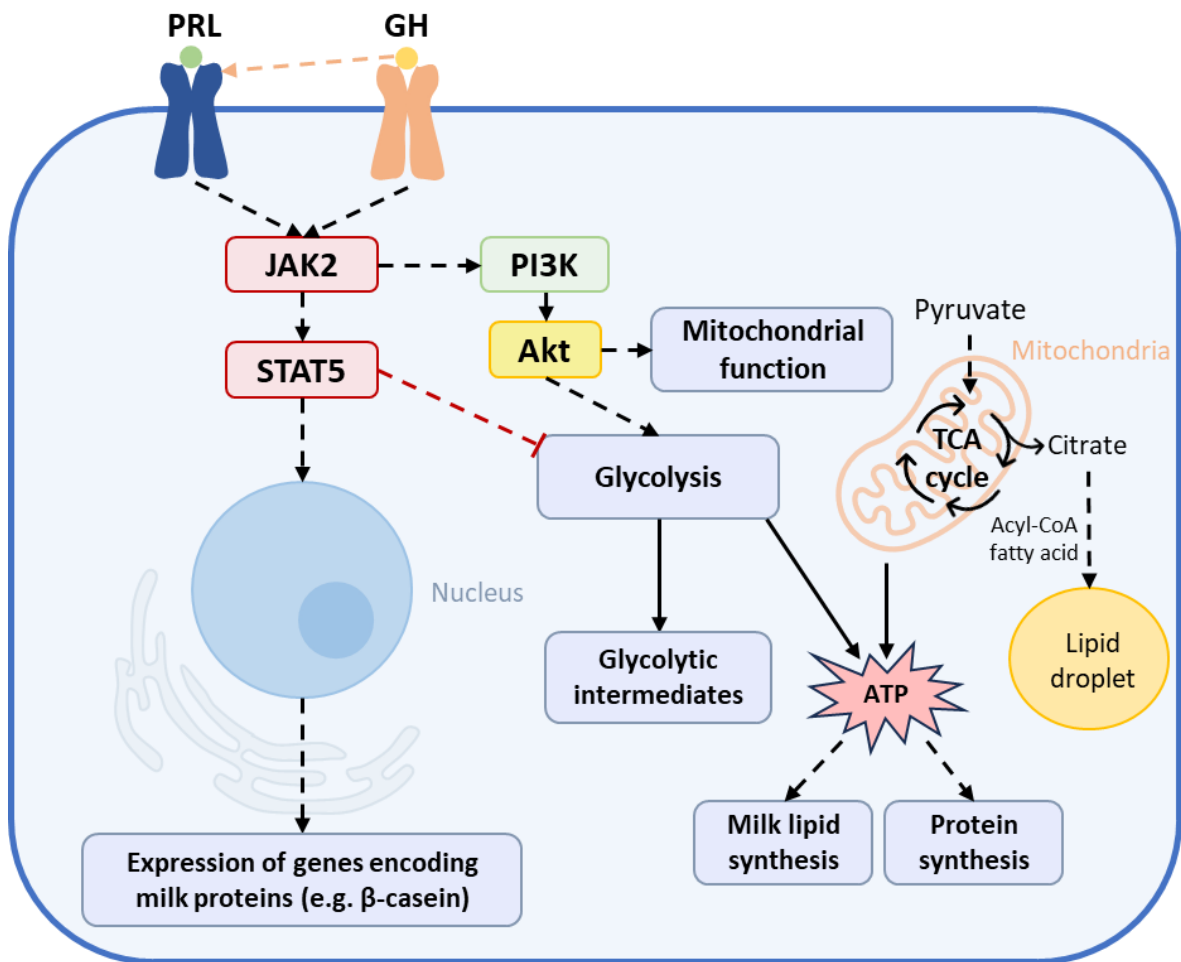 PRL
GH
JAK2
PI3K
STAT5
Akt
Mitochondrial
function
Pyruvate
Mitochondria
TCA
cycle
Citrate
Glycolysis
Acyl-CoA
fatty acid
Nucleus
Glycolytic
intermediates
ATP
Lipid
droplet
Milk lipid
synthesis
Protein
synthesis
Expression of genes encoding
milk proteins (e.g. β-casein)